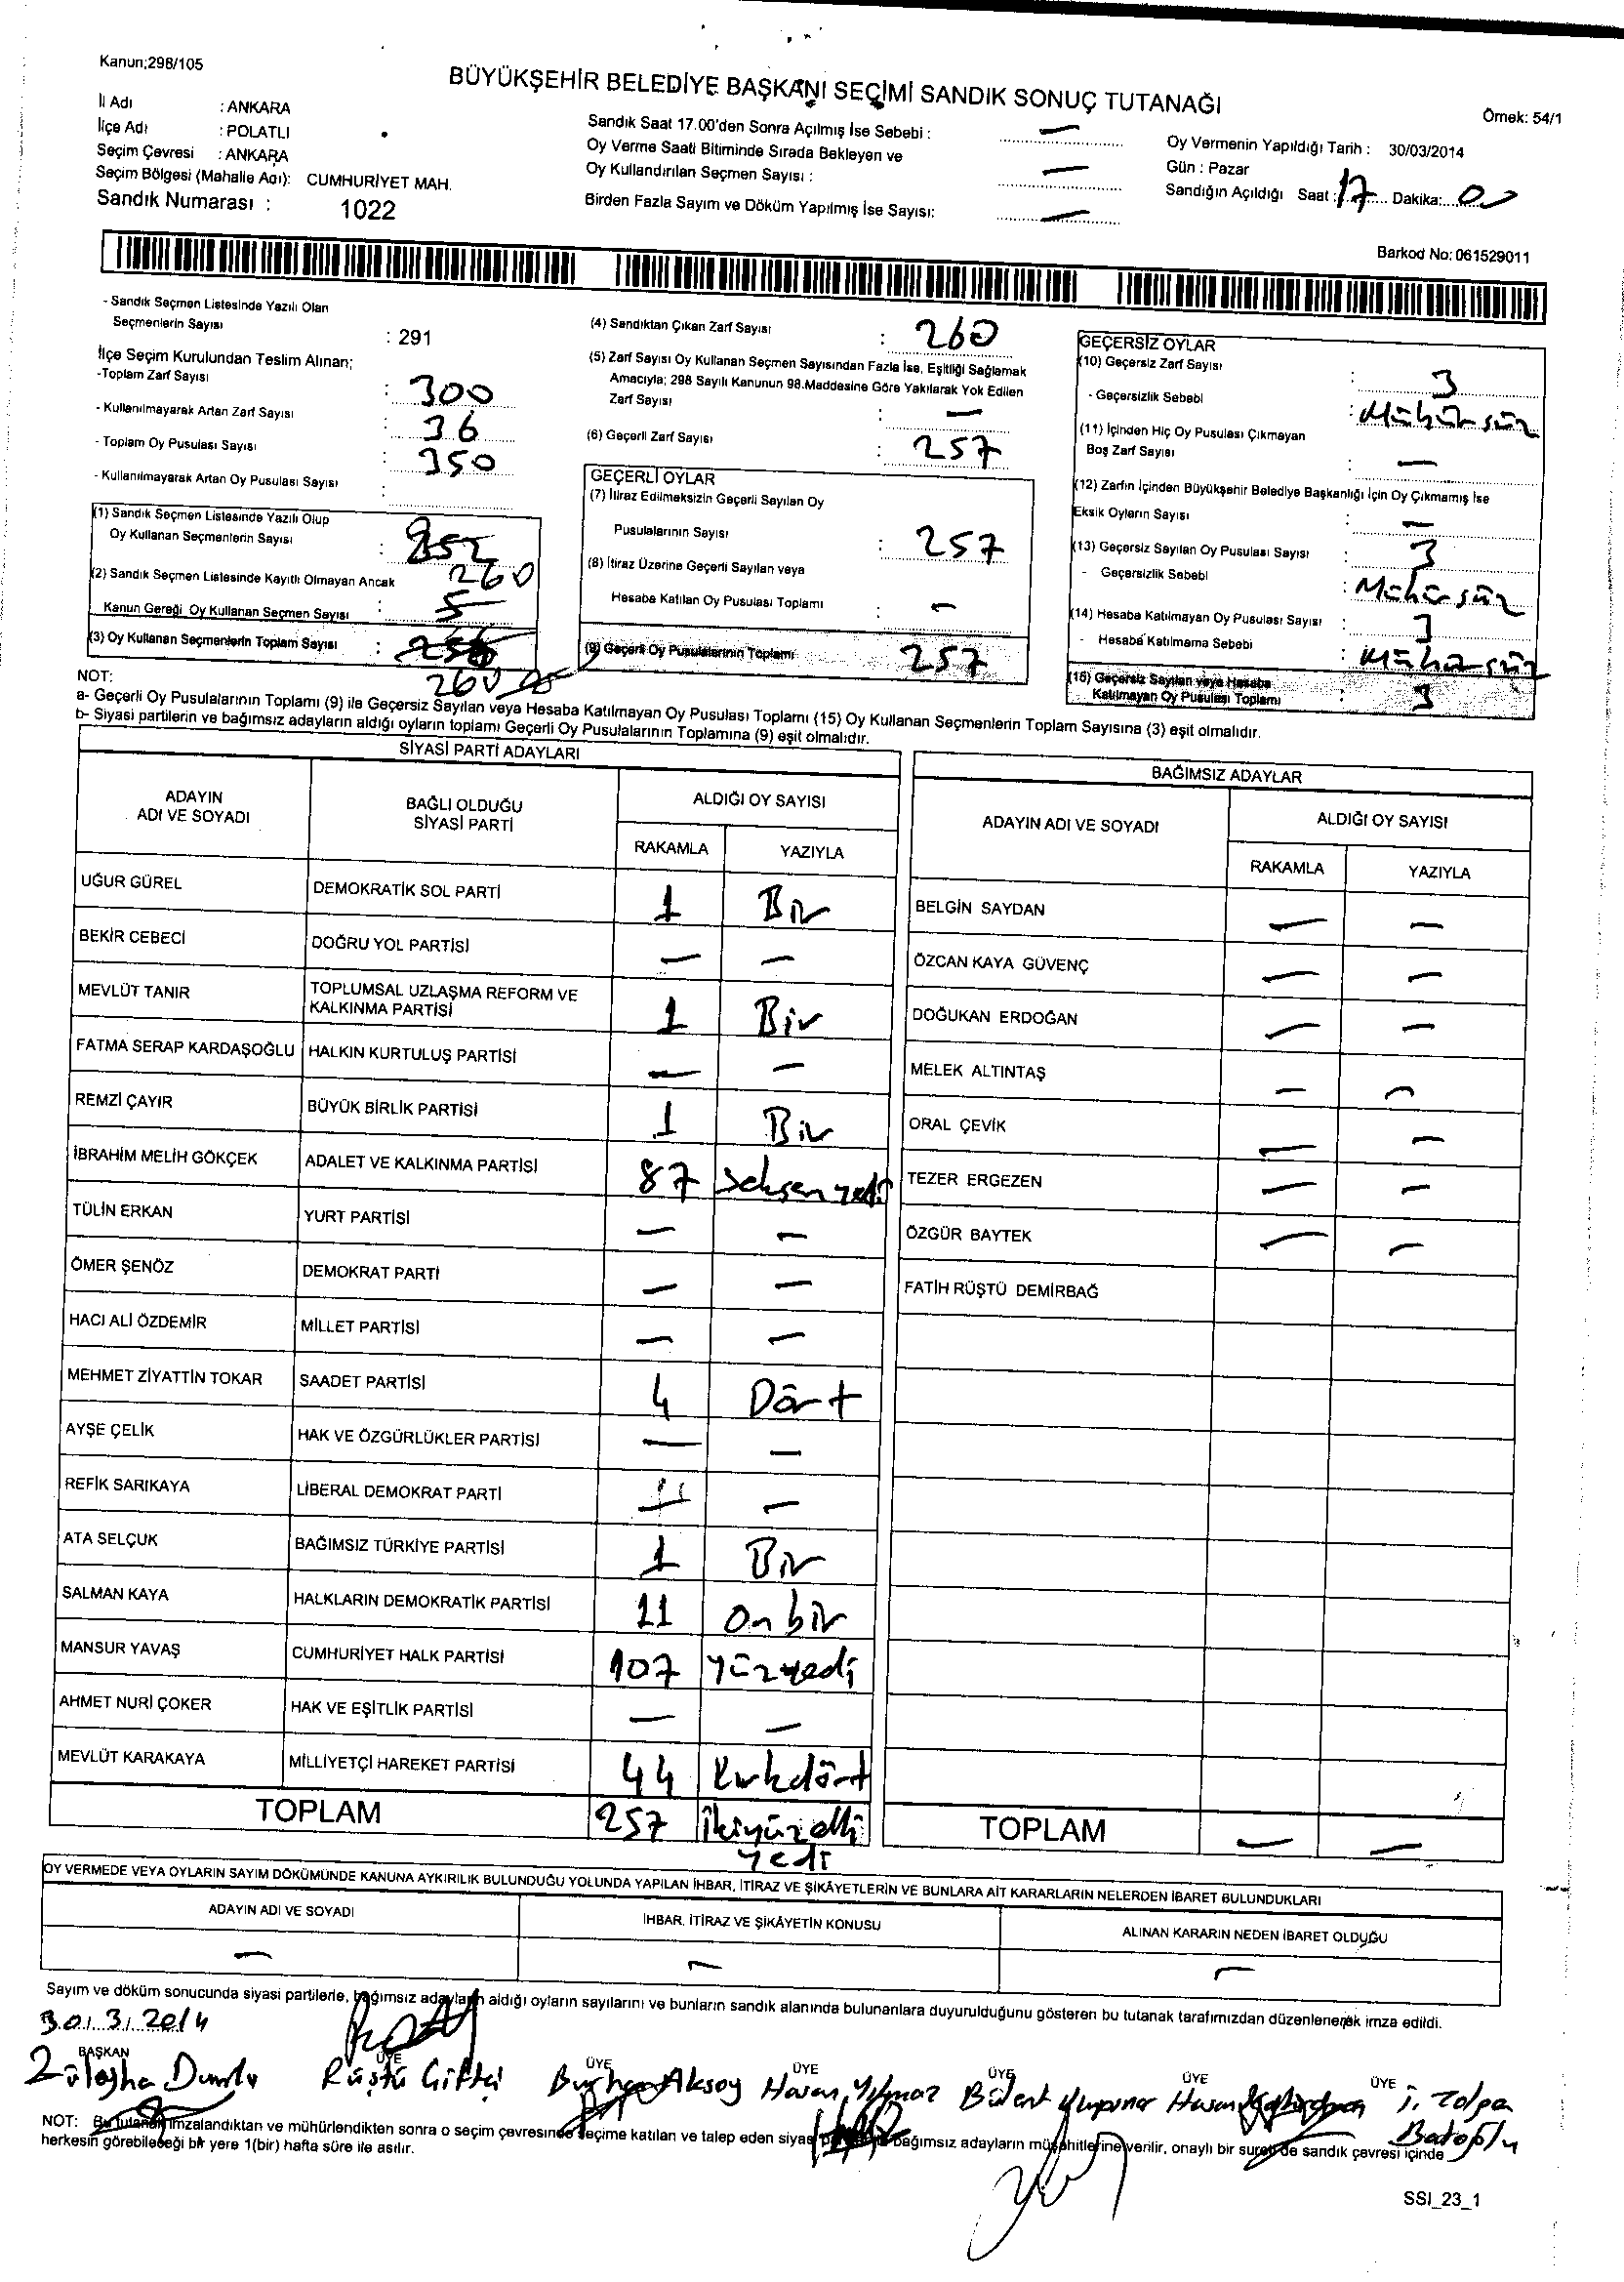 Kanun;298/105
BÜYÜKŞEHİR BELEDİYE BAŞKANI SEÇİMİ SANDIK SONUÇ TUTANAĞI
Örnek: 54/1
İl Adı : ANKARA
İlçe Adı : POLATLI
Seçim Çevresi : ANKARA
Seçim Bölgesi (Mahalle Adı): CUMHURİYET MAH.
Sandık Numarası : 1022
Sandık Saat 17.00'den Sonra Açılmış İse Sebebi : —
Oy Verme Saati Bitiminde Sırada Bekleyen ve
Oy Kullandırılan Seçmen Sayısı : —
Birden Fazla Sayım ve Döküm Yapılmış İse Sayısı: —
Oy Vermenin Yapıldığı Tarih : 30/03/2014
Gün : Pazar
Sandığın Açıldığı Saat : 17 Dakika: 00
Barkod No: 061529011
- Sandık Seçmen Listesinde Yazılı Olan
Seçmenlerin Sayısı : 291
İlçe Seçim Kurulundan Teslim Alınan;
-Toplam Zarf Sayısı : 300
- Kullanılmayarak Artan Zarf Sayısı : 36
- Toplam Oy Pusulası Sayısı : 350
- Kullanılmayarak Artan Oy Pusulası Sayısı :
(1) Sandık Seçmen Listesinde Yazılı Olup
Oy Kullanan Seçmenlerin Sayısı :
260
(2) Sandık Seçmen Listesinde Kayıtlı Olmayan Ancak
Kanun Gereği Oy Kullanan Seçmen Sayısı : 5
(3) Oy Kullanan Seçmenlerin Toplam Sayısı :
260
(4) Sandıktan Çıkan Zarf Sayısı : 260
(5) Zarf Sayısı Oy Kullanan Seçmen Sayısından Fazla İse, Eşitliği Sağlamak
Amacıyla; 298 Sayılı Kanunun 98.Maddesine Göre Yakılarak Yok Edilen
Zarf Sayısı : —
(6) Geçerli Zarf Sayısı : 257
GEÇERLİ OYLAR
(7) İtiraz Edilmeksizin Geçerli Sayılan Oy
Pusulalarının Sayısı : 257
(8) İtiraz Üzerine Geçerli Sayılan veya
Hesaba Katılan Oy Pusulası Toplamı : —
(9) Geçerli Oy Pusulalarının Toplamı : 257
GEÇERSİZ OYLAR
(10) Geçersiz Zarf Sayısı : 3
- Geçersizlik Sebebi : Mühürsüz
(11) İçinden Hiç Oy Pusulası Çıkmayan
Boş Zarf Sayısı : —
(12) Zarfın İçinden Büyükşehir Belediye Başkanlığı İçin Oy Çıkmamış İse
Eksik Oyların Sayısı : —
(13) Geçersiz Sayılan Oy Pusulası Sayısı : 3
- Geçersizlik Sebebi : Mühürsüz
(14) Hesaba Katılmayan Oy Pusulası Sayısı : 3
- Hesaba Katılmama Sebebi : Mühürsüz
(15) Geçersiz Sayılan veya Hesaba
Katılmayan Oy Pusulası Toplamı : 3
NOT:
a- Geçerli Oy Pusulalarının Toplamı (9) ile Geçersiz Sayılan veya Hesaba Katılmayan Oy Pusulası Toplamı (15) Oy Kullanan Seçmenlerin Toplam Sayısına (3) eşit olmalıdır.
b- Siyasi partilerin ve bağımsız adayların aldığı oyların toplamı Geçerli Oy Pusulalarının Toplamına (9) eşit olmalıdır.
SİYASİ PARTİ ADAYLARI
ADAYIN ADI VE SOYADI BAĞLI OLDUĞU SİYASİ PARTİ ALDIĞI OY SAYISI
RAKAMLA YAZIYLA
UĞUR GÜREL DEMOKRATİK SOL PARTİ 1 Bir
BEKİR CEBECİ DOĞRU YOL PARTİSİ — —
MEVLÜT TANIR TOPLUMSAL UZLAŞMA REFORM VE KALKINMA PARTİSİ 1 Bir
FATMA SERAP KARDAŞOĞLU HALKIN KURTULUŞ PARTİSİ — —
REMZİ ÇAYIR BÜYÜK BİRLİK PARTİSİ 1 Bir
İBRAHİM MELİH GÖKÇEK ADALET VE KALKINMA PARTİSİ 87 Seksen yedi
TÜLİN ERKAN YURT PARTİSİ — —
ÖMER ŞENÖZ DEMOKRAT PARTİ — —
HACI ALİ ÖZDEMİR MİLLET PARTİSİ — —
MEHMET ZİYATTİN TOKAR SAADET PARTİSİ 4 Dört
AYŞE ÇELİK HAK VE ÖZGÜRLÜKLER PARTİSİ — —
REFİK SARIKAYA LİBERAL DEMOKRAT PARTİ —
ATA SELÇUK BAĞIMSIZ TÜRKİYE PARTİSİ 1 Bir
SALMAN KAYA HALKLARIN DEMOKRATİK PARTİSİ 11 On bir
MANSUR YAVAŞ CUMHURİYET HALK PARTİSİ 107 Yüzyedi
AHMET NURİ ÇOKER HAK VE EŞİTLİK PARTİSİ — —
MEVLÜT KARAKAYA MİLLİYETÇİ HAREKET PARTİSİ 44 Kırkdört
TOPLAM 257 İkiyüzelli yedi
BAĞIMSIZ ADAYLAR
ADAYIN ADI VE SOYADI ALDIĞI OY SAYISI
RAKAMLA YAZIYLA
BELGİN SAYDAN — —
ÖZCAN KAYA GÜVENÇ — —
DOĞUKAN ERDOĞAN — —
MELEK ALTINTAŞ — —
ORAL ÇEVİK — —
TEZER ERGEZEN — —
ÖZGÜR BAYTEK — —
FATİH RÜŞTÜ DEMİRBAĞ
TOPLAM — —
OY VERMEDE VEYA OYLARIN SAYIM DÖKÜMÜNDE KANUNA AYKIRILIK BULUNDUĞU YOLUNDA YAPILAN İHBAR, İTİRAZ VE ŞİKÂYETLERİN VE BUNLARA AİT KARARLARIN NELERDEN İBARET BULUNDUKLARI
ADAYIN ADI VE SOYADI İHBAR, İTİRAZ VE ŞİKÂYETİN KONUSU ALINAN KARARIN NEDEN İBARET OLDUĞU
— — —
Sayım ve döküm sonucunda siyasi partilerle, bağımsız adayların aldığı oyların sayılarını ve bunların sandık alanında bulunanlara duyurulduğunu gösteren bu tutanak tarafımızdan düzenlenerek imza edildi.
30.3.2014
BAŞKAN ÜYE ÜYE ÜYE ÜYE ÜYE ÜYE
Rüştü Çiftçi Burhan Aksoy Hasan Yılmaz Bülent Hasan
NOT: Bu tutanak imzalandıktan ve mühürlendikten sonra o seçim çevresinde seçime katılan ve talep eden siyasi bağımsız adayların müşahitlerine verilir, onaylı bir sureti de sandık çevresi içinde
herkesin görebileceği bir yere 1(bir) hafta süre ile asılır.
SSI_23_1